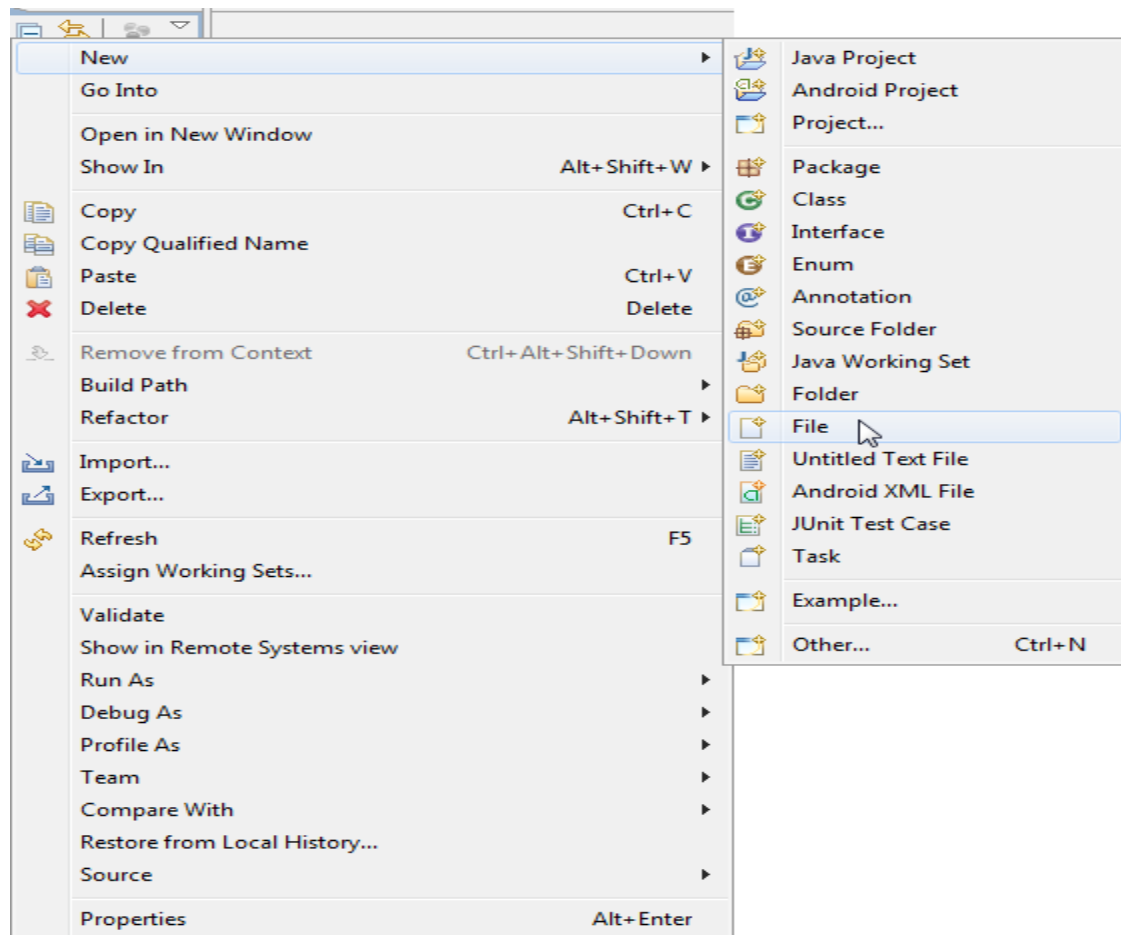 New
Go Into
Open in New Window
Show In Alt+Shift+W
Copy Ctrl+C
Copy Qualified Name
Paste Ctrl+V
Delete Delete
Remove from Context Ctrl+Alt+Shift+Down
Build Path
Refactor Alt+Shift+T
Import...
Export...
Refresh F5
Assign Working Sets...
Validate
Show in Remote Systems view
Run As
Debug As
Profile As
Team
Compare With
Restore from Local History...
Source
Properties Alt+Enter
Java Project
Android Project
Project...
Package
Class
Interface
Enum
Annotation
Source Folder
Java Working Set
Folder
File
Untitled Text File
Android XML File
JUnit Test Case
Task
Example...
Other... Ctrl+N